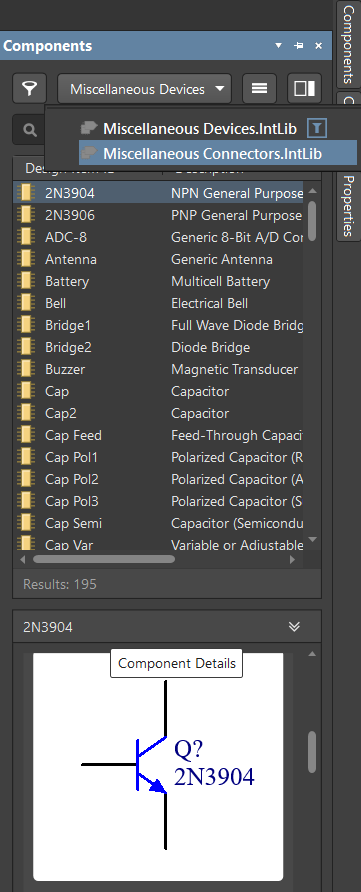 Components
Miscellaneous Devices
Miscellaneous Devices.IntLib
Miscellaneous Connectors.IntLib
2N3904 NPN General Purpose
2N3906 PNP General Purpose
ADC-8 Generic 8-Bit A/D Con
Antenna Generic Antenna
Battery Multicell Battery
Bell Electrical Bell
Bridge1 Full Wave Diode Bridg
Bridge2 Diode Bridge
Buzzer Magnetic Transducer
Cap Capacitor
Cap2 Capacitor
Cap Feed Feed-Through Capaci
Cap Pol1 Polarized Capacitor (R
Cap Pol2 Polarized Capacitor (A
Cap Pol3 Polarized Capacitor (S
Cap Semi Capacitor (Semicondu
Cap Var Variable or Adjustable
Results: 195
2N3904
Component Details
Q?
2N3904
Components
Properties